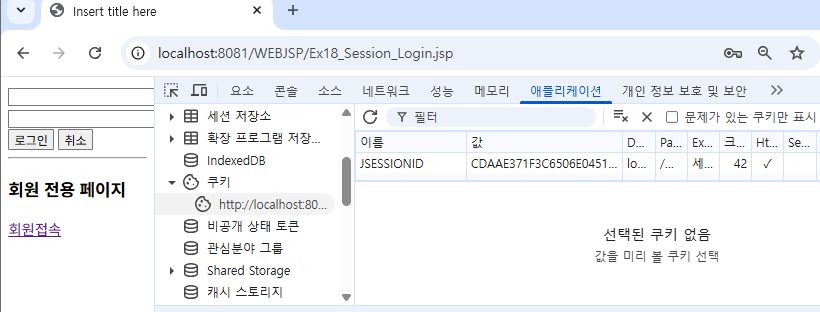 Insert title here
localhost:8081/WEBJSP/Ex18_Session_Login.jsp
요소 콘솔 소스 네트워크 성능 메모리 애플리케이션 개인 정보 보호 및 보안
로그인 취소
회원 전용 페이지
회원접속
세션 저장소
확장 프로그램 저장...
IndexedDB
쿠키
http://localhost:80...
비공개 상태 토큰
관심분야 그룹
Shared Storage
캐시 스토리지
필터 문제가 있는 쿠키만 표시
이름 값 D... Pa... Ex... 크... Ht... Se...
JSESSIONID CDAAE371F3C6506E0451... lo... /... 세... 42 ✓
선택된 쿠키 없음
값을 미리 볼 쿠키 선택